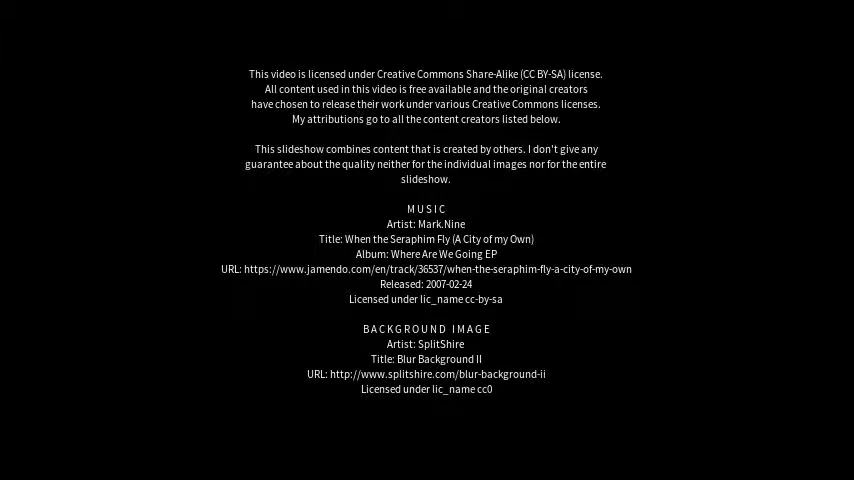 This video is licensed under Creative Commons Share-Alike (CC BY-SA) license.
All content used in this video is free available and the original creators
have chosen to release their work under various Creative Commons licenses.
My attributions go to all the content creators listed below.
This slideshow combines content that is created by others. I don't give any
guarantee about the quality neither for the individual images nor for the entire
slideshow.
MUSIC
Artist: Mark.Nine
Title: When the Seraphim Fly (A City of my Own)
Album: Where Are We Going EP
URL: https://www.jamendo.com/en/track/36537/when-the-seraphim-fly-a-city-of-my-own
Released: 2007-02-24
Licensed under lic_name cc-by-sa
BACKGROUND IMAGE
Artist: SplitShire
Title: Blur Background II
URL: http://www.splitshire.com/blur-background-ii
Licensed under lic_name cc0